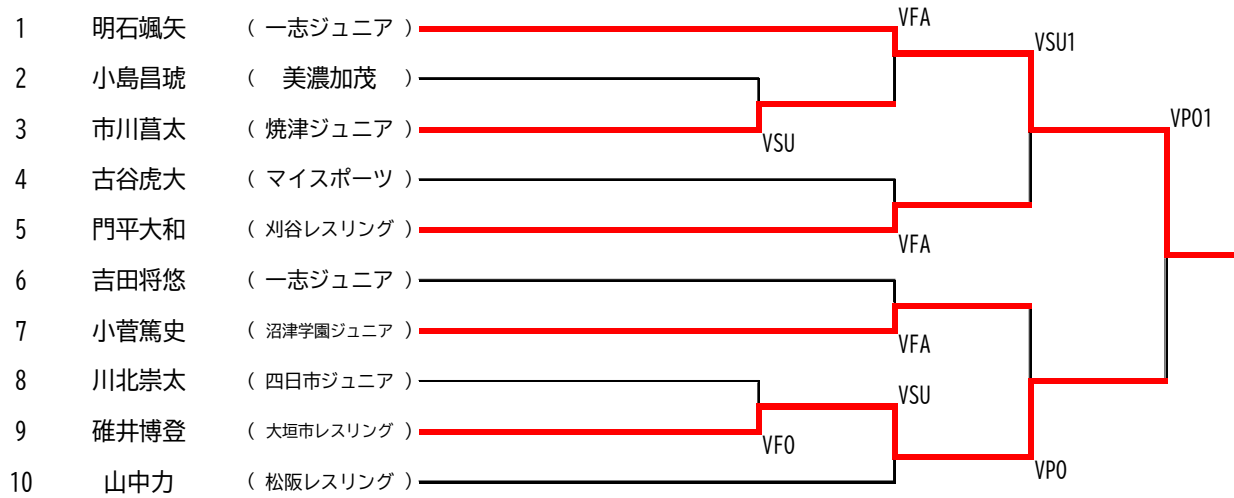 1 明石颯矢 ( 一志ジュニア )
2 小島昌琥 ( 美濃加茂 )
3 市川菖太 ( 焼津ジュニア )
4 古谷虎大 ( マイスポーツ )
5 門平大和 ( 刈谷レスリング )
6 吉田将悠 ( 一志ジュニア )
7 小菅篤史 ( 沼津学園ジュニア )
8 川北崇太 ( 四日市ジュニア )
9 碓井博登 ( 大垣市レスリング )
10 山中力 ( 松阪レスリング )
VFA
VSU1
VPO1
VSU
VFA
VFA
VSU
VFO
VPO